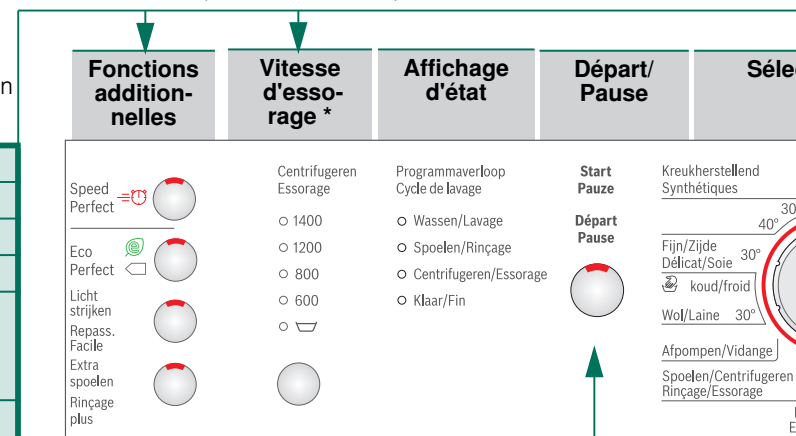 n
Fonctions
addition-
nelles
Vitesse
d'esso-
rage *
Affichage
d'état
Départ/
Pause
Séle
Speed
Perfect
Eco
Perfect
Licht
strijken
Repass.
Facile
Extra
spoelen
Rinçage
plus
Centrifugeren
Essorage
1400
1200
800
600
Programmaverloop
Cycle de lavage
Wassen/Lavage
Spoelen/Rinçage
Centrifugeren/Essorage
Klaar/Fin
Start
Pauze
Départ
Pause
Kreukherstellend
Synthétiques
30
40°
Fijn/Zijde
Délicat/Soie 30°
koud/froid
Wol/Laine 30°
Afpompen/Vidange
Spoelen/Centrifugeren
Rinçage/Essorage